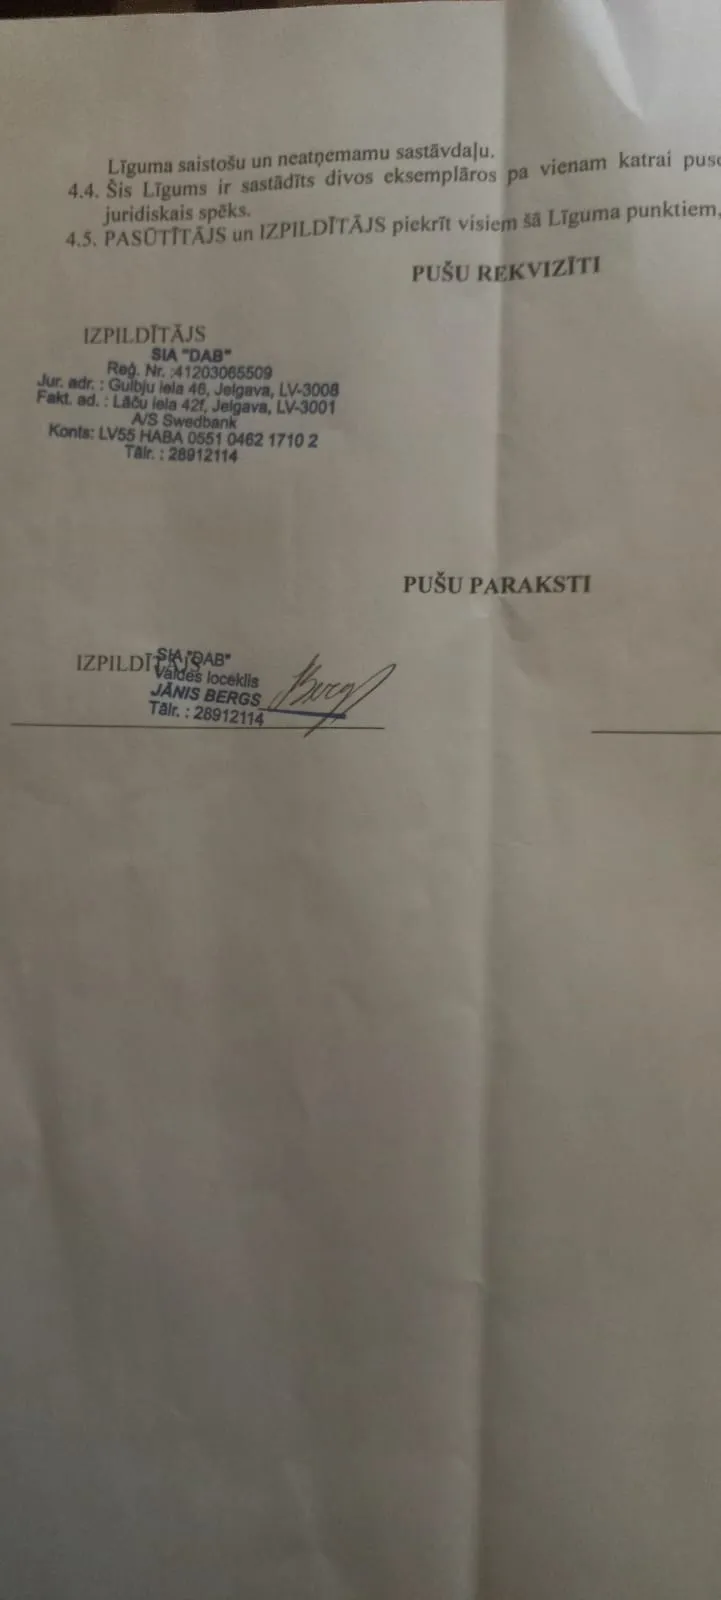 Līguma saistošu un neatņemamu sastāvdaļu.
4.4. Šis Līgums ir sastādīts divos eksemplāros pa vienam katrai
juridiskais spēks.
4.5. PASŪTĪTĀJS un IZPILDĪTĀJS piekrīt visiem šā Līguma punktiem,
PUŠU REKVIZĪTI
IZPILDĪTĀJS
SIA "DAB"
Reģ. Nr. :41203065509
Jur. adr. : Gulbju iela 46, Jelgava, LV-3008
Fakt. ad. : Lāču iela 42f, Jelgava, LV-3001
A/S Swedbank
Konts: LV55 HABA 0551 0462 1710 2
Tālr. : 28912114
PUŠU PARAKSTI
IZPILDĪTĀJS
SIA "DAB"
Valdes loceklis
JĀNIS BERGS
Tālr. : 28912114
Berg